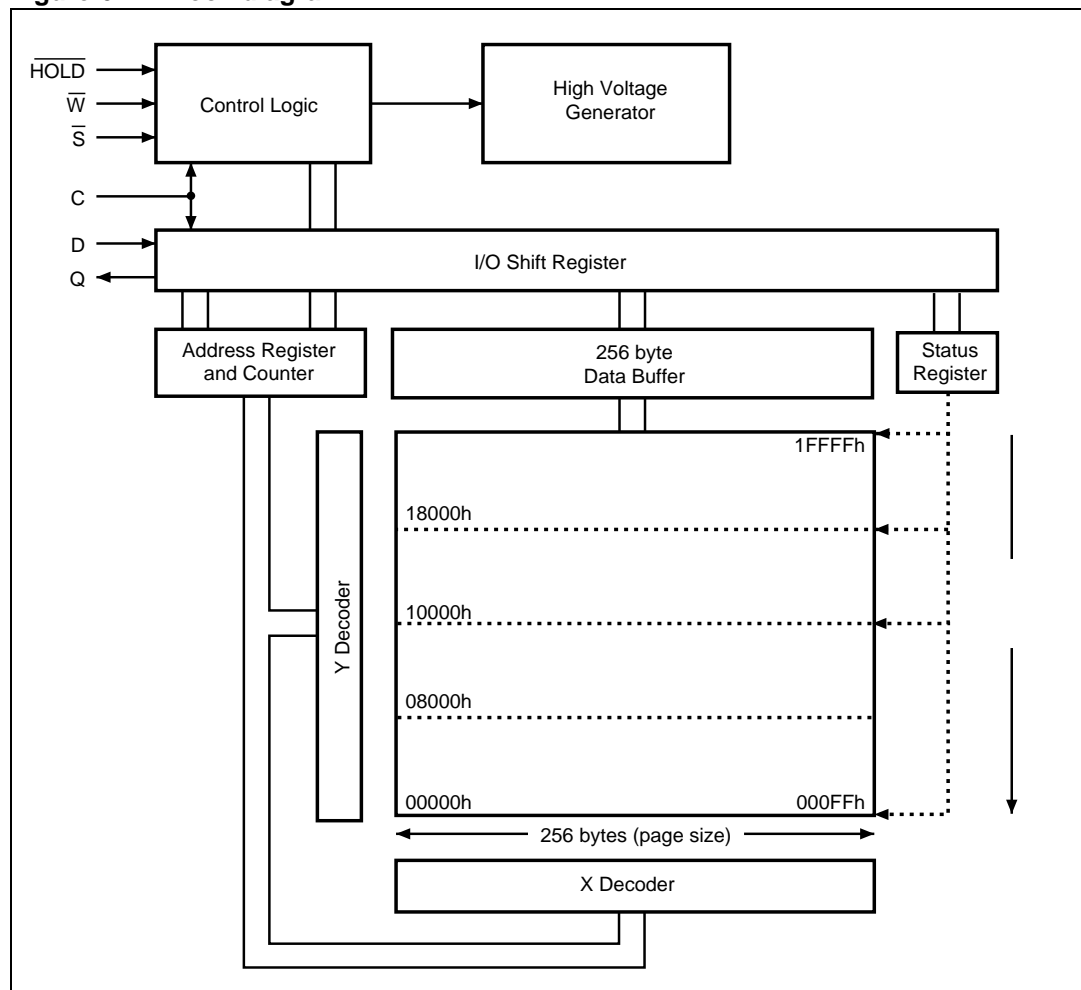 HOLD
W
S
C
D
Q
Control Logic
High Voltage
Generator
I/O Shift Register
Address Register
and Counter
256 byte
Data Buffer
Status
Register
Y Decoder
1FFFFh
18000h
10000h
08000h
00000h
000FFh
256 bytes (page size)
X Decoder